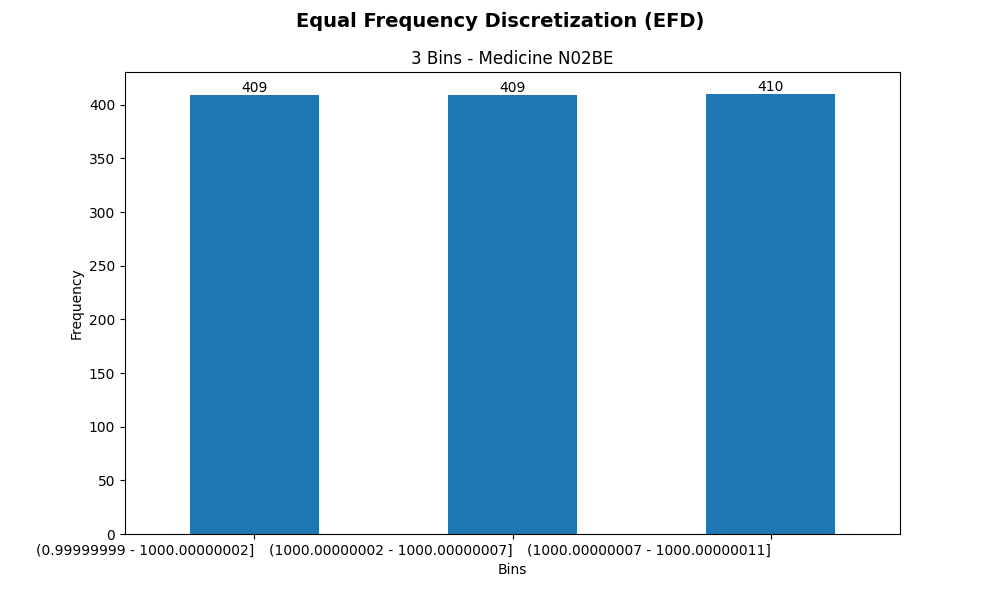 Equal Frequency Discretization (EFD)
3 Bins - Medicine N02BE
409
409
410
400
350
300
250
200
150
100
50
0
Frequency
(0.99999999 - 1000.00000002]
(1000.00000002 - 1000.00000007]
(1000.00000007 - 1000.00000011]
Bins